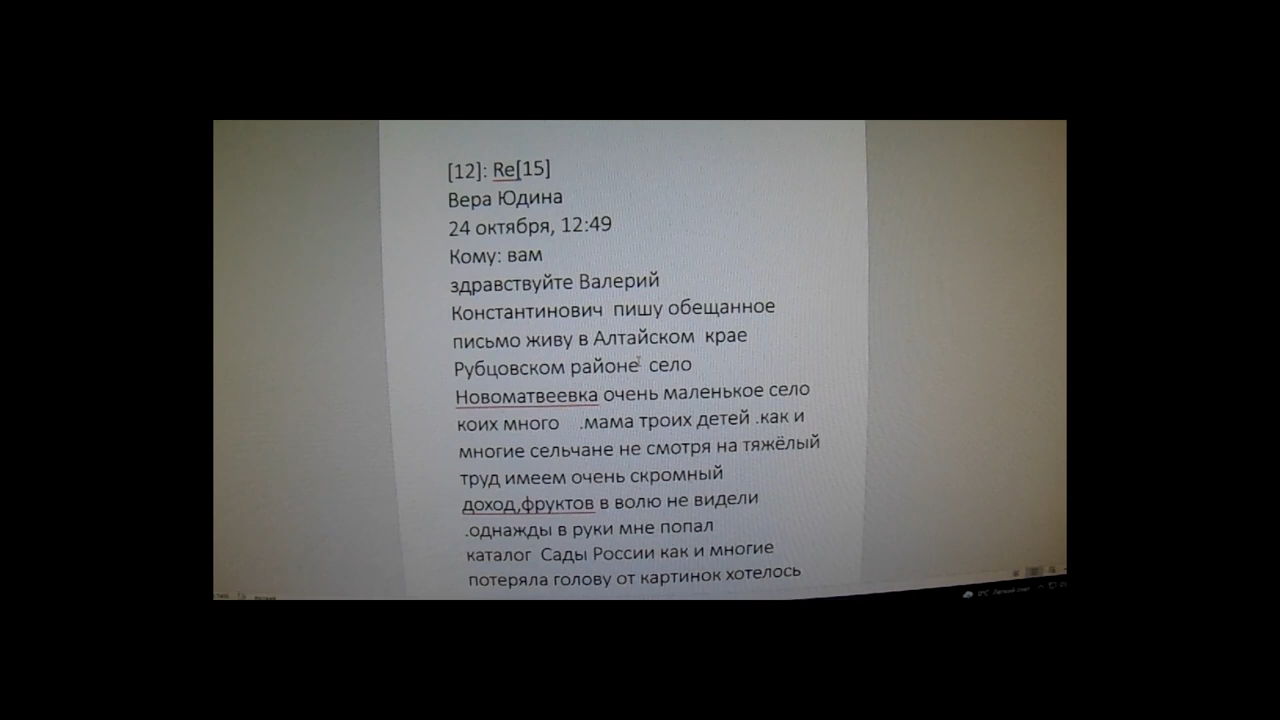 [12]: Re[15]
Вера Юдина
24 октября, 12:49
Кому: вам
здравствуйте Валерий
Константинович пишу обещанное
письмо живу в Алтайском крае
Рубцовском районе село
Новоматвеевка очень маленькое село
коих много .мама троих детей .как и
многие сельчане не смотря на тяжёлый
труд имеем очень скромный
доход,фруктов в волю не видели
.однажды в руки мне попал
каталог Сады России как и многие
потеряла голову от картинок хотелось